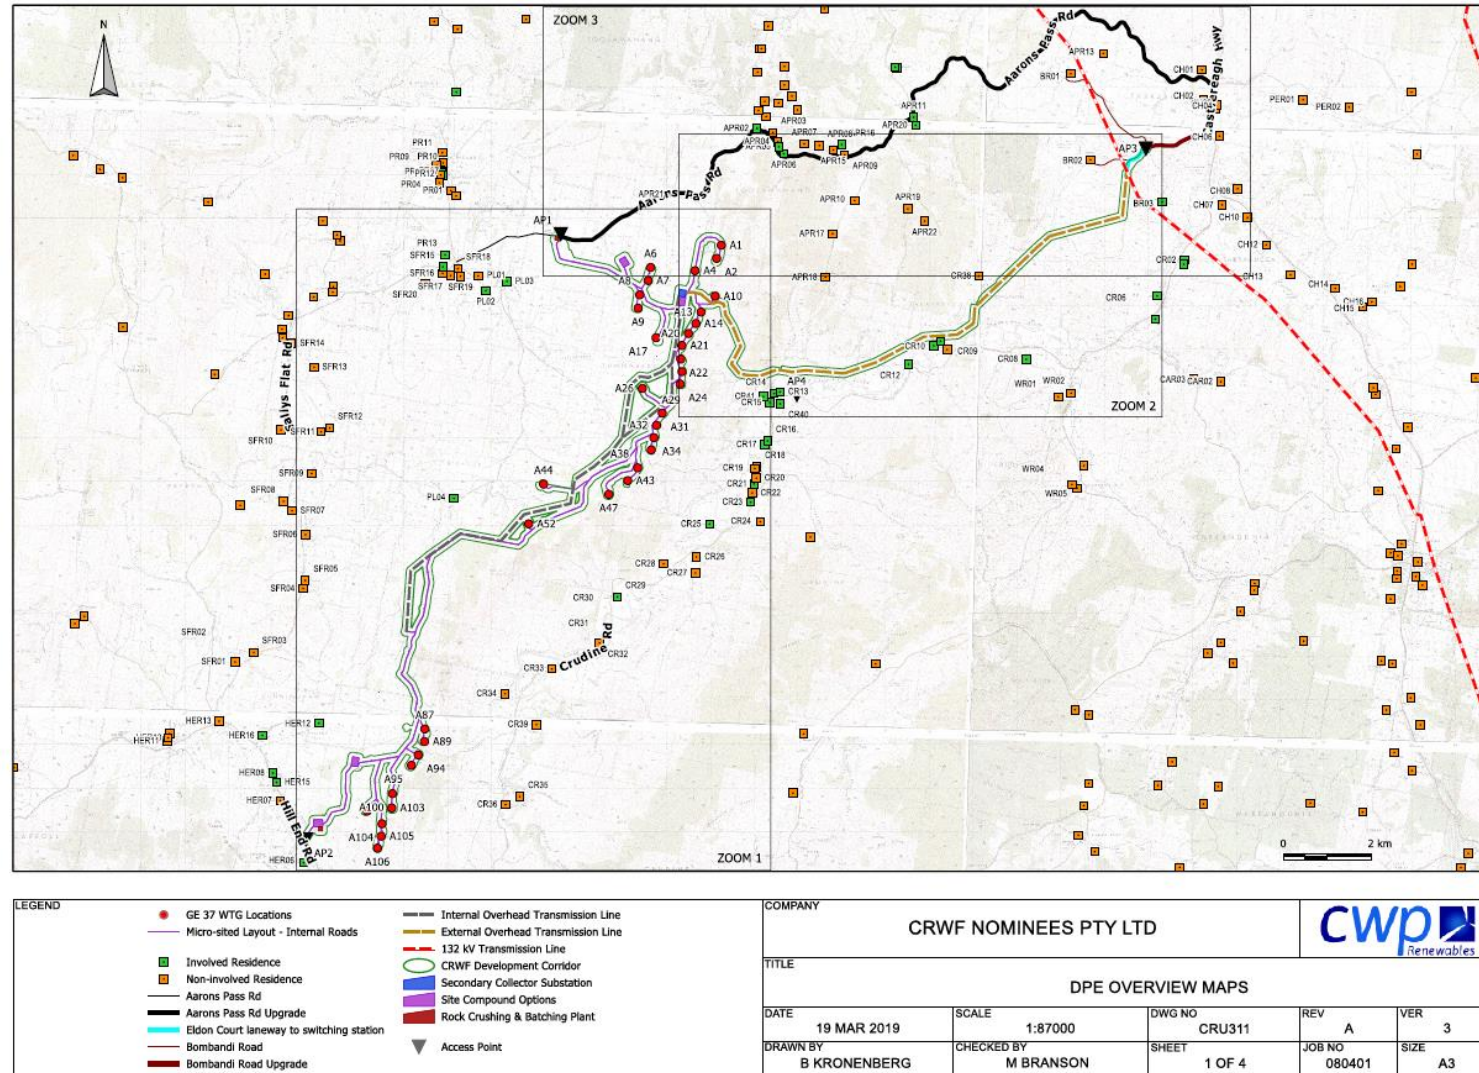 ZOOM 3
N
Aarons Pass Rd
Castlereagh Hwy
APR13
BR01
CH01
CH02
CH04
PER01
PER02
APR11
APR20
APR03
APR02
APR04
APR07
APR08
PR16
APR06
APR15
APR09
AP3
CH06
BR02
PR11
PR09
PR10
PR12
PR04
PR01
APR21
Aarons Pass Rd
APR10
APR19
APR22
BR03
CH08
CH07
CH10
AP1
APR17
CH12
PR13
SFR15
SFR18
SFR16
SFR17
SFR19
SFR20
PL01
PL02
PL03
A6
A7
A8
A9
A1
A2
A4
A10
APR18
CR38
CR02
CH13
CH14
CH16
CH15
CR06
A13
A14
A20
A17
A21
A22
A24
SFR14
SFR13
Sallys Flat Rd
CR10
CR09
CR12
CR08
CR14
AP4
CR13
CR41
CR15
CR40
WR01
WR02
CAR03
CAR02
ZOOM 2
A26
A29
A32
A31
A34
A38
A43
A44
A47
A52
SFR12
SFR10
SFR11
SFR09
SFR08
SFR07
SFR06
SFR05
SFR04
PL04
CR16
CR17
CR18
CR19
CR20
CR21
CR22
CR23
CR24
CR25
CR26
CR28
CR27
WR04
WR05
CR29
CR30
CR31
CR32
Crudine Rd
CR33
CR34
CR39
SFR02
SFR03
SFR01
HER13
HER12
HER16
HER11
HER08
HER15
HER07
A87
A89
A94
A95
A100
A103
A104
A105
A106
CR35
CR36
Hill End Rd
AP2
HER06
ZOOM 1
0 2 km
LEGEND
GE 37 WTG Locations
Micro-sited Layout - Internal Roads
Involved Residence
Non-involved Residence
Aarons Pass Rd
Aarons Pass Rd Upgrade
Eldon Court laneway to switching station
Bombandi Road
Bombandi Road Upgrade
Internal Overhead Transmission Line
External Overhead Transmission Line
132 kV Transmission Line
CRWF Development Corridor
Secondary Collector Substation
Site Compound Options
Rock Crushing & Batching Plant
Access Point
COMPANY
CRWF NOMINEES PTY LTD
cwp Renewables
TITLE
DPE OVERVIEW MAPS
DATE
19 MAR 2019
SCALE
1:87000
DWG NO
CRU311
REV
A
VER
3
DRAWN BY
B KRONENBERG
CHECKED BY
M BRANSON
SHEET
1 OF 4
JOB NO
080401
SIZE
A3